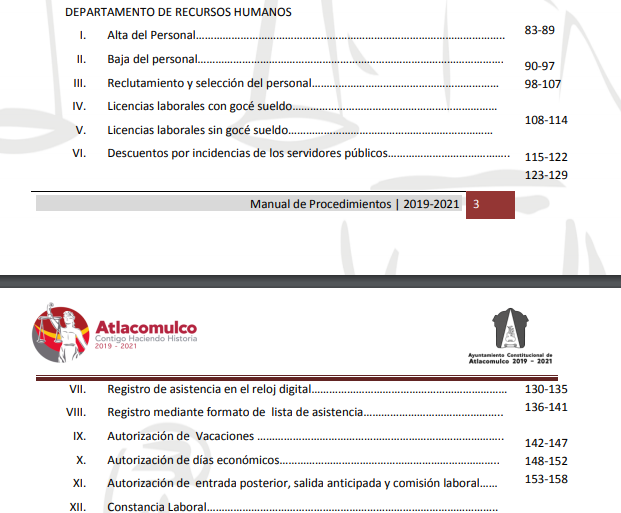 DEPARTAMENTO DE RECURSOS HUMANOS
I. Alta del Personal........................................................ 83-89
II. Baja del personal........................................................ 90-97
III. Reclutamiento y selección del personal........................................ 98-107
IV. Licencias laborales con gocé sueldo........................................ 108-114
V. Licencias laborales sin gocé sueldo........................................ 115-122
VI. Descuentos por incidencias de los servidores públicos........................ 123-129
Manual de Procedimientos | 2019-2021 3
Atlacomulco
Contigo Haciendo Historia
2019 - 2021
Ayuntamiento Constitucional de
Atlacomulco 2019 - 2021
VII. Registro de asistencia en el reloj digital........................................ 130-135
VIII. Registro mediante formato de lista de asistencia............................ 136-141
IX. Autorización de Vacaciones ........................................ 142-147
X. Autorización de días económicos........................................ 148-152
XI. Autorización de entrada posterior, salida anticipada y comisión laboral...... 153-158
XII. Constancia Laboral........................................................